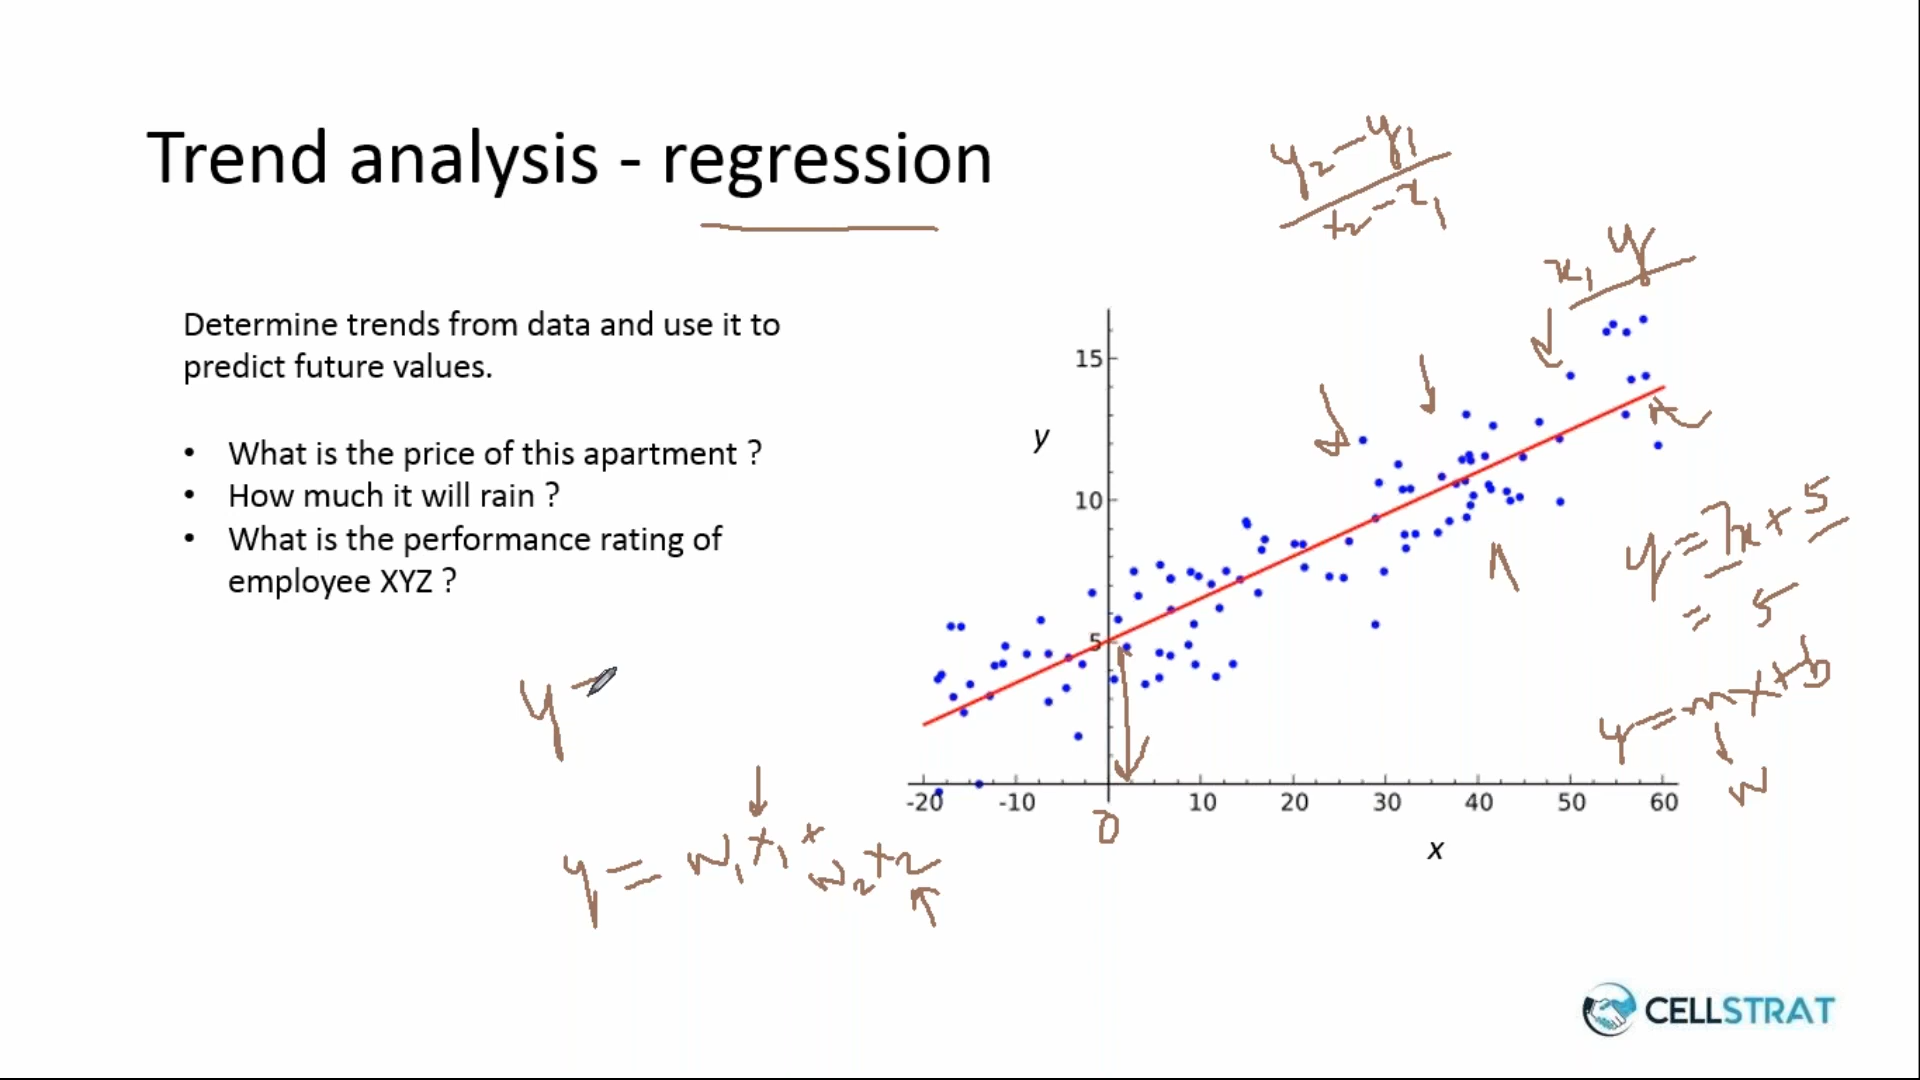 Trend analysis - regression
y₂ - y₁
x₂ - x₁
x₁ y
Determine trends from data and use it to
predict future values.
• What is the price of this apartment ?
• How much it will rain ?
• What is the performance rating of
employee XYZ ?
15
10
5
y
-20 -10 10 20 30 40 50 60
0
x
y = 7x + 5
= 5
y = mx + b
w
y =
y = w₁x₁ + w₂x₂
CELLSTRAT